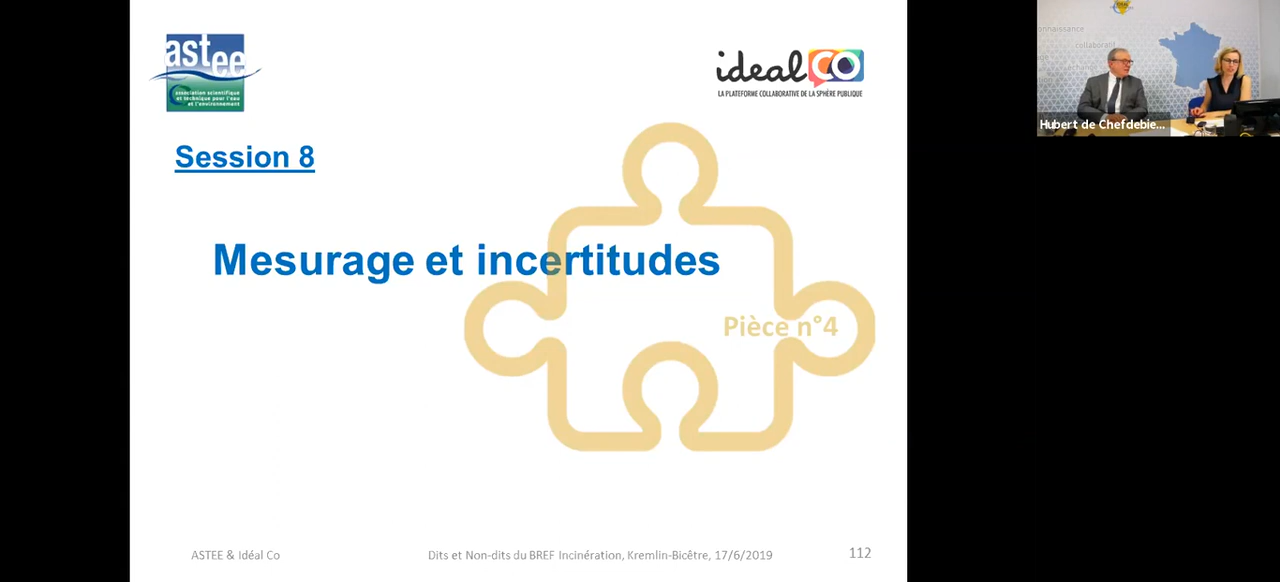 astee
association scientifique
et technique pour l'eau
et l'environnement
idealCO
LA PLATEFORME COLLABORATIVE DE LA SPHÈRE PUBLIQUE
onnaissance
collaboratif
Hubert de Chefdebie...
Session 8
Mesurage et incertitudes
Pièce n°4
ASTEE & Idéal Co
Dits et Non-dits du BREF Incinération, Kremlin-Bicêtre, 17/6/2019
112